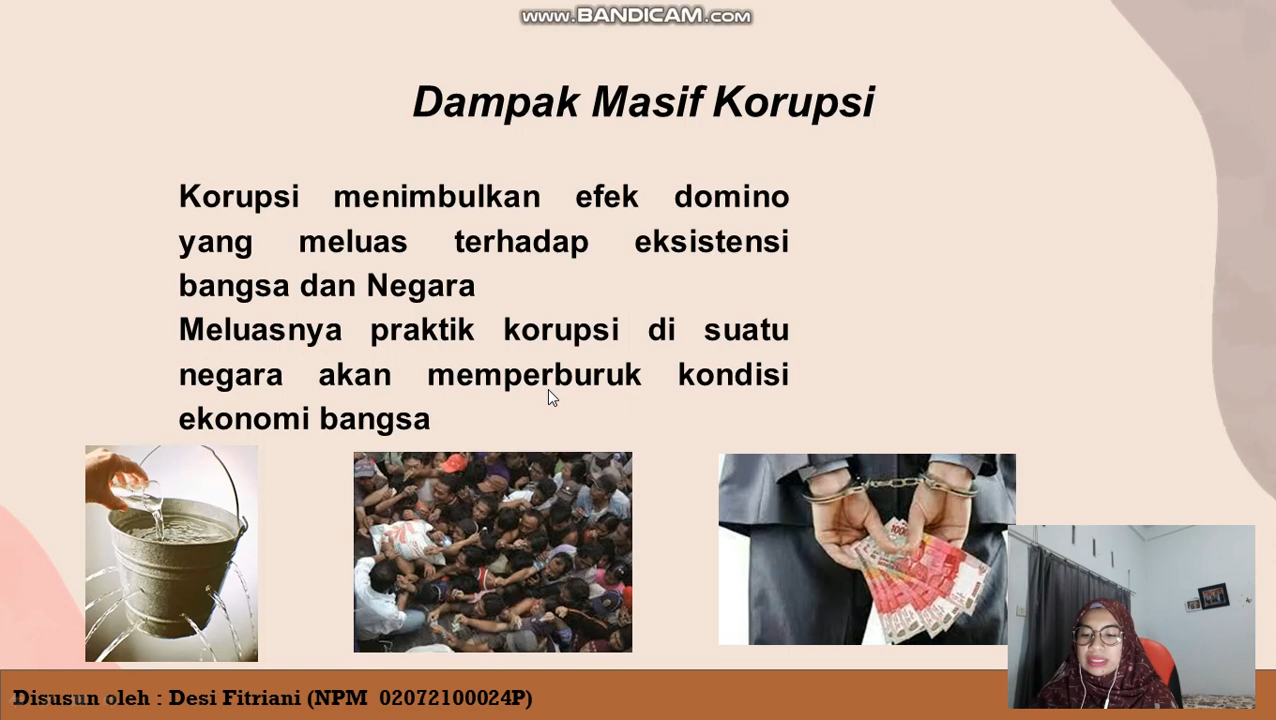 www.BANDICAM.com
Dampak Masif Korupsi
Korupsi menimbulkan efek domino
yang meluas terhadap eksistensi
bangsa dan Negara
Meluasnya praktik korupsi di suatu
negara akan memperburuk kondisi
ekonomi bangsa
Disusun oleh : Desi Fitriani (NPM 02072100024P)